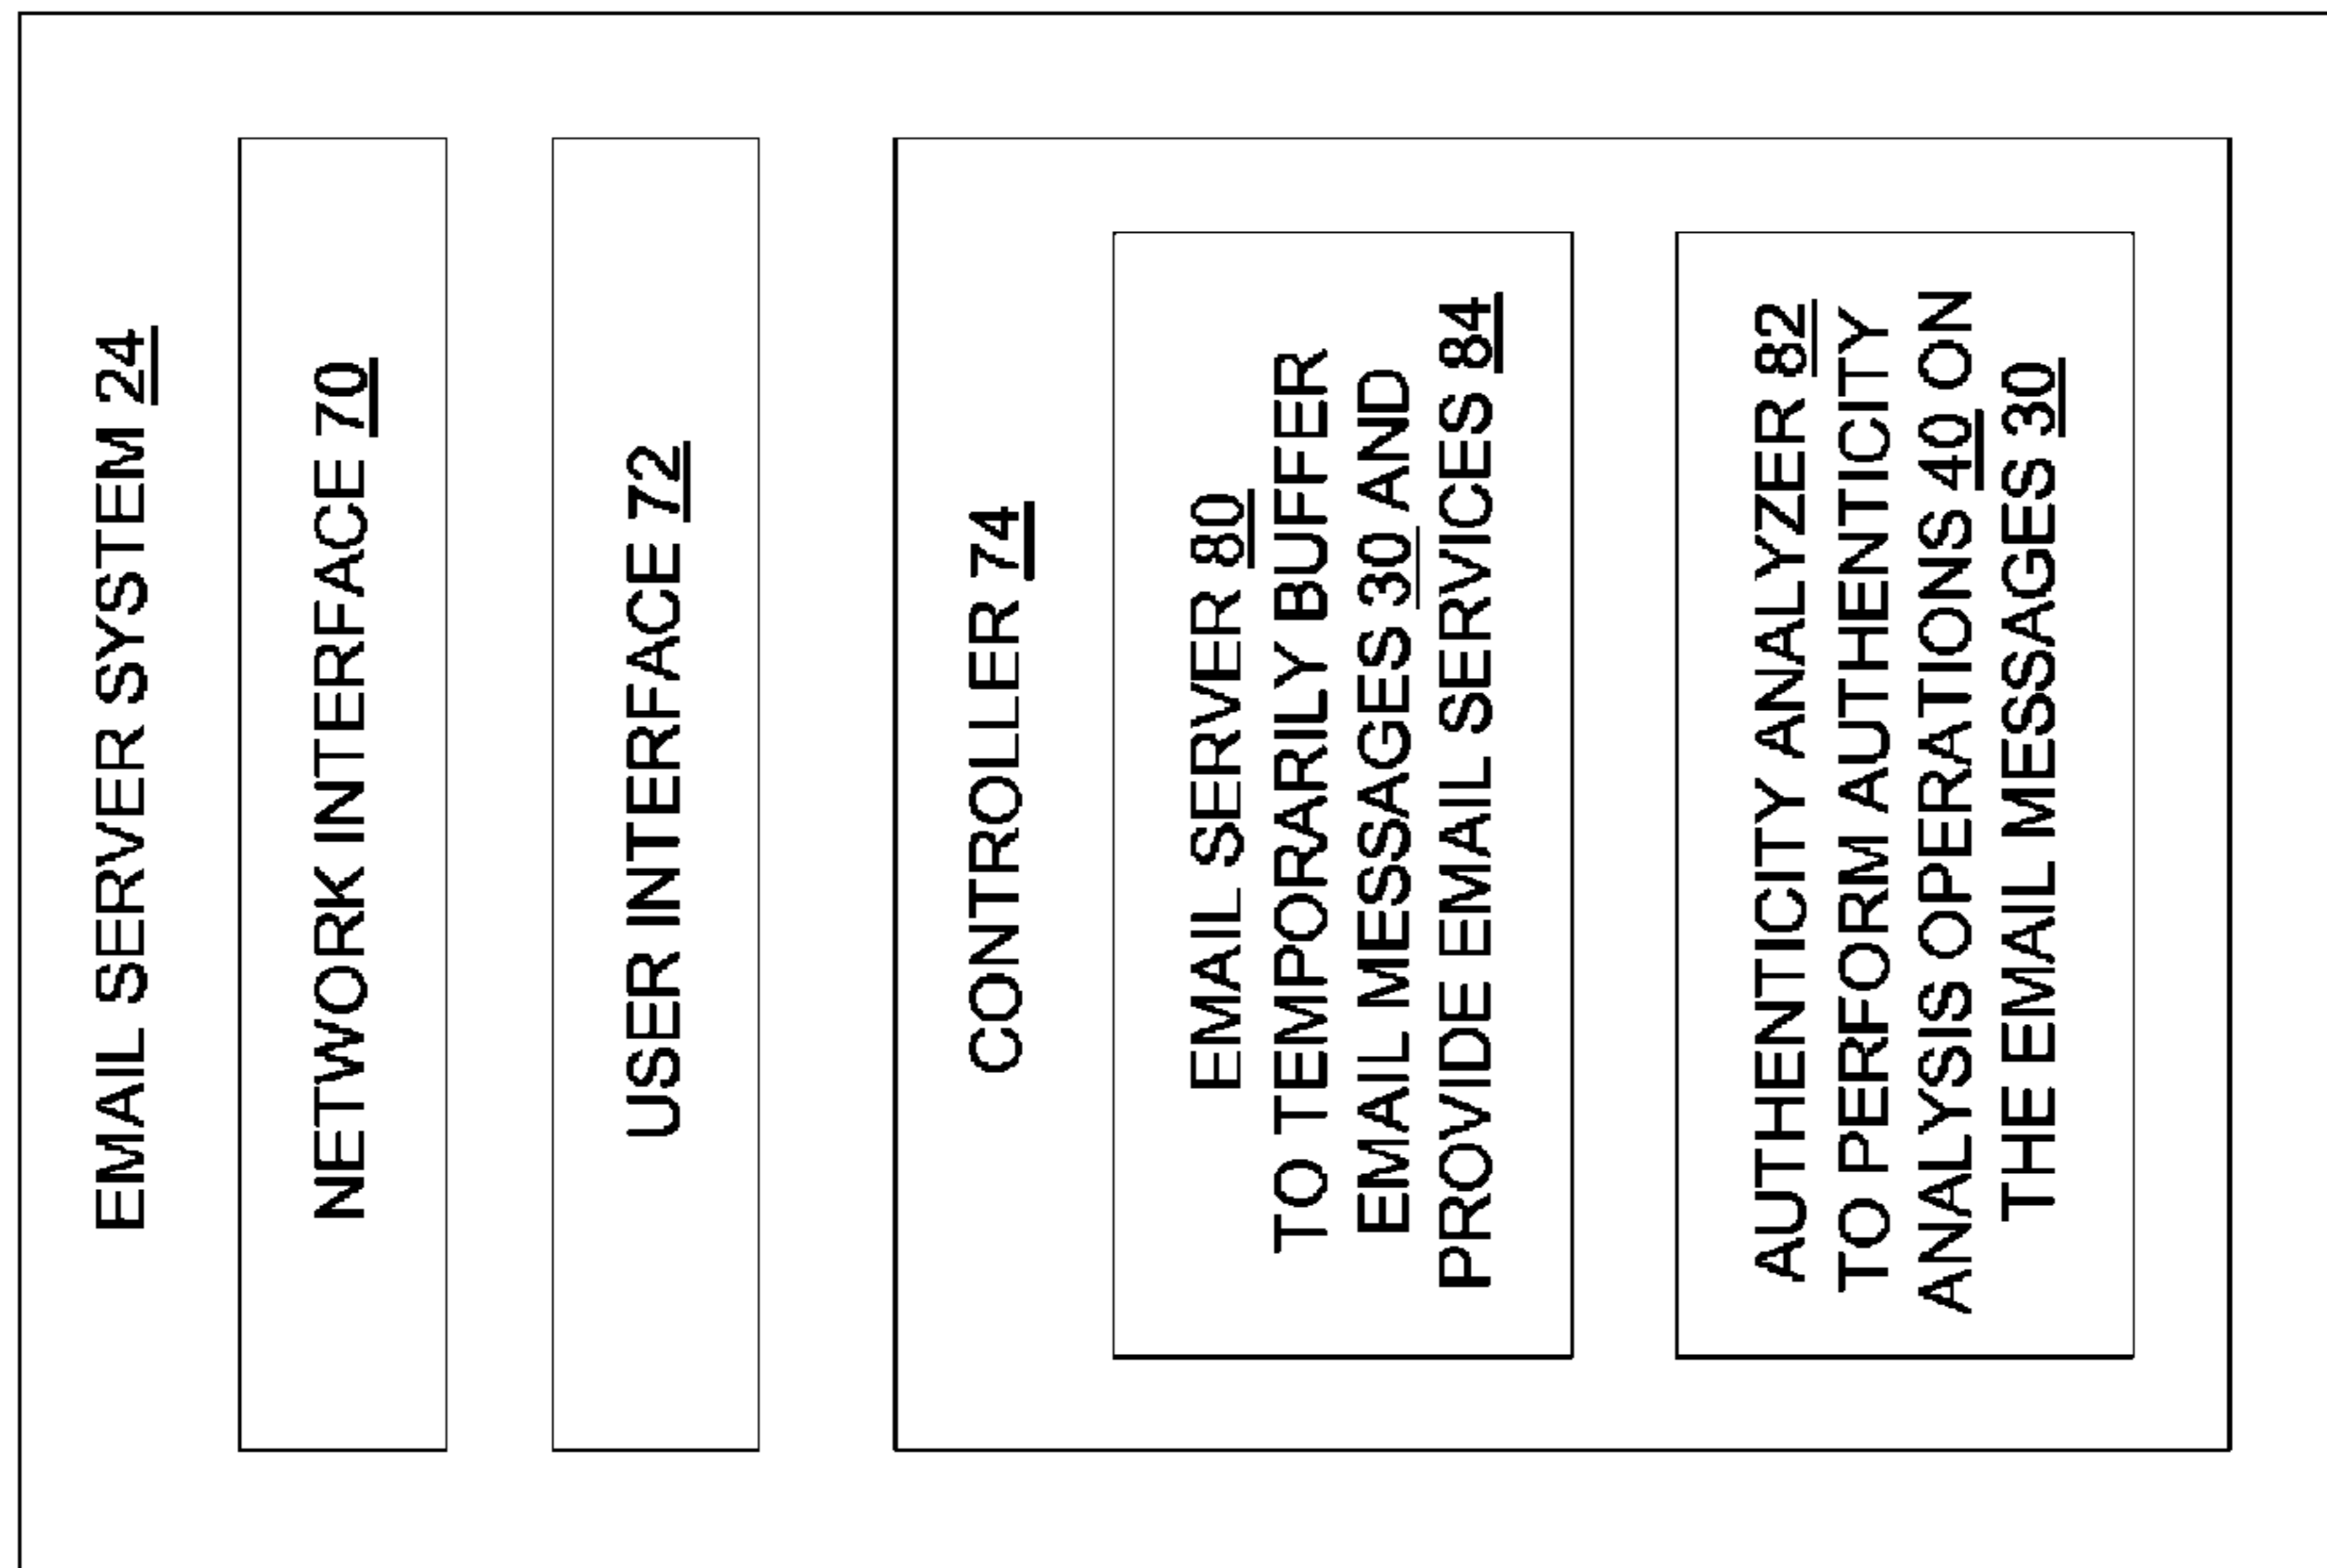 EMAIL SERVER SYSTEM 24
NETWORK INTERFACE 70
USER INTERFACE 72
CONTROLLER 74
EMAIL SERVER 80
TO TEMPORARILY BUFFER
EMAIL MESSAGES 30 AND
PROVIDE EMAIL SERVICES 84
AUTHENTICITY ANALYZER 82
TO PERFORM AUTHENTICITY
ANALYSIS OPERATIONS 40 ON
THE EMAIL MESSAGES 30